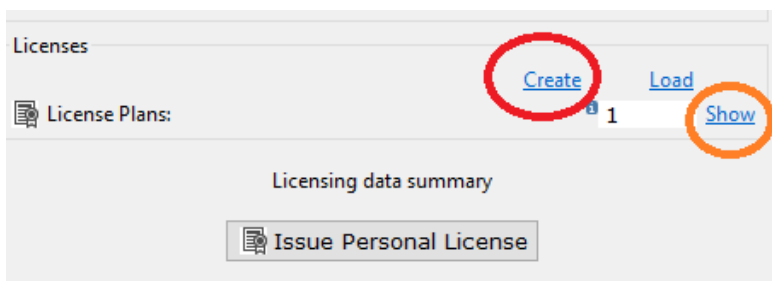 Licenses
Create Load
License Plans: 1 Show
Licensing data summary
Issue Personal License